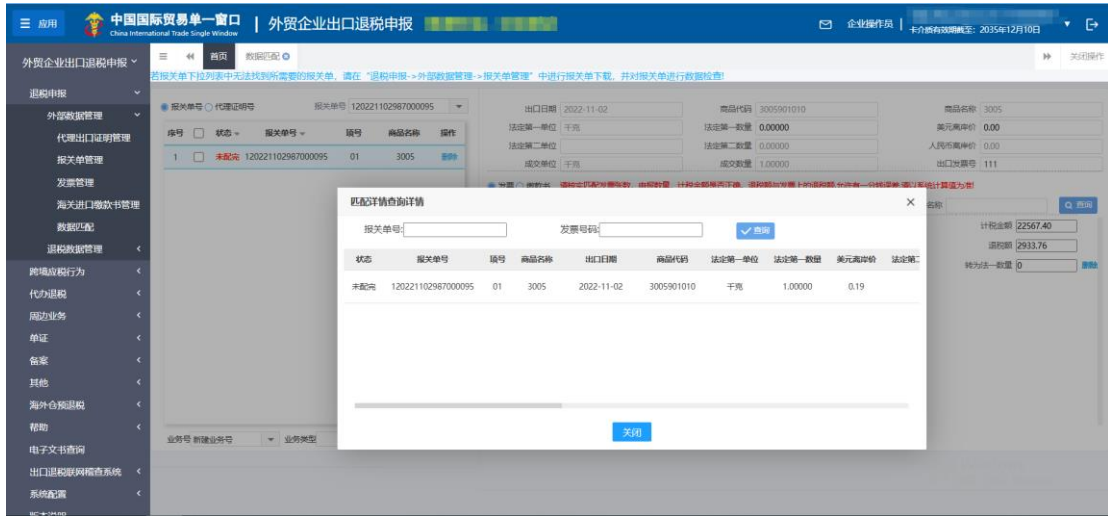 应用
中国国际贸易单一窗口
China International Trade Single Window
外贸企业出口退税申报
企业操作员
卡介质有效期截至：2035年12月10日
外贸企业出口退税申报
首页
数据匹配
关闭操作
若报关单下拉列表中无法找到所需要的报关单，请在“退税申报->外部数据管理->报关单管理”中进行报关单下载，并对报关单进行数据检查!
退税申报
外部数据管理
代理出口证明管理
报关单管理
发票管理
海关进口缴款书管理
数据匹配
退税数据管理
跨境应税行为
代办退税
周边业务
单证
备案
其他
海外仓预退税
帮助
电子文书查询
出口退税联网稽查系统
系统配置
报关单号 代理证明号 报关单号 120221102987000095
序号 状态 报关单号 项号 商品名称 操作
1 未配完 120221102987000095 01 3005 删除
出口日期 2022-11-02 商品代码 3005901010 商品名称 3005
法定第一单位 千克 法定第一数量 0.00000 美元离岸价 0.00
法定第二单位 法定第二数量 0.00000 人民币离岸价 0.00
成交单位 千克 成交数量 1.00000 出口发票号 111
名称 查询
计税金额 22567.40
退税额 2933.76
转为法一数量 0 删除
匹配详情查询详情
报关单号: 发票号码: 查询
状态 报关单号 项号 商品名称 出口日期 商品代码 法定第一单位 法定第一数量 美元离岸价 法定第二
未配完 120221102987000095 01 3005 2022-11-02 3005901010 千克 1.00000 0.19
关闭
业务号 新建业务号 业务类型